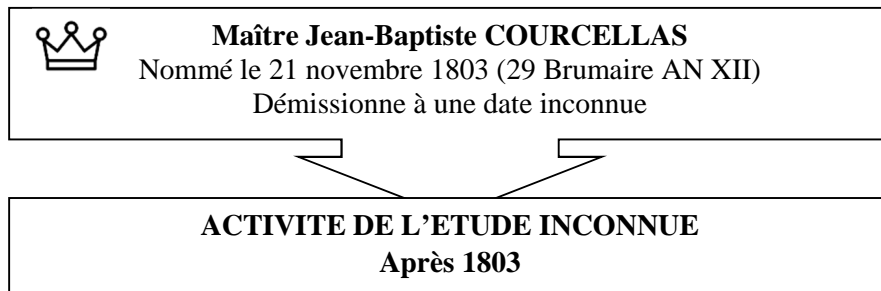 Maître Jean-Baptiste COURCELLAS
Nommé le 21 novembre 1803 (29 Brumaire AN XII)
Démissionne à une date inconnue
ACTIVITE DE L'ETUDE INCONNUE
Après 1803